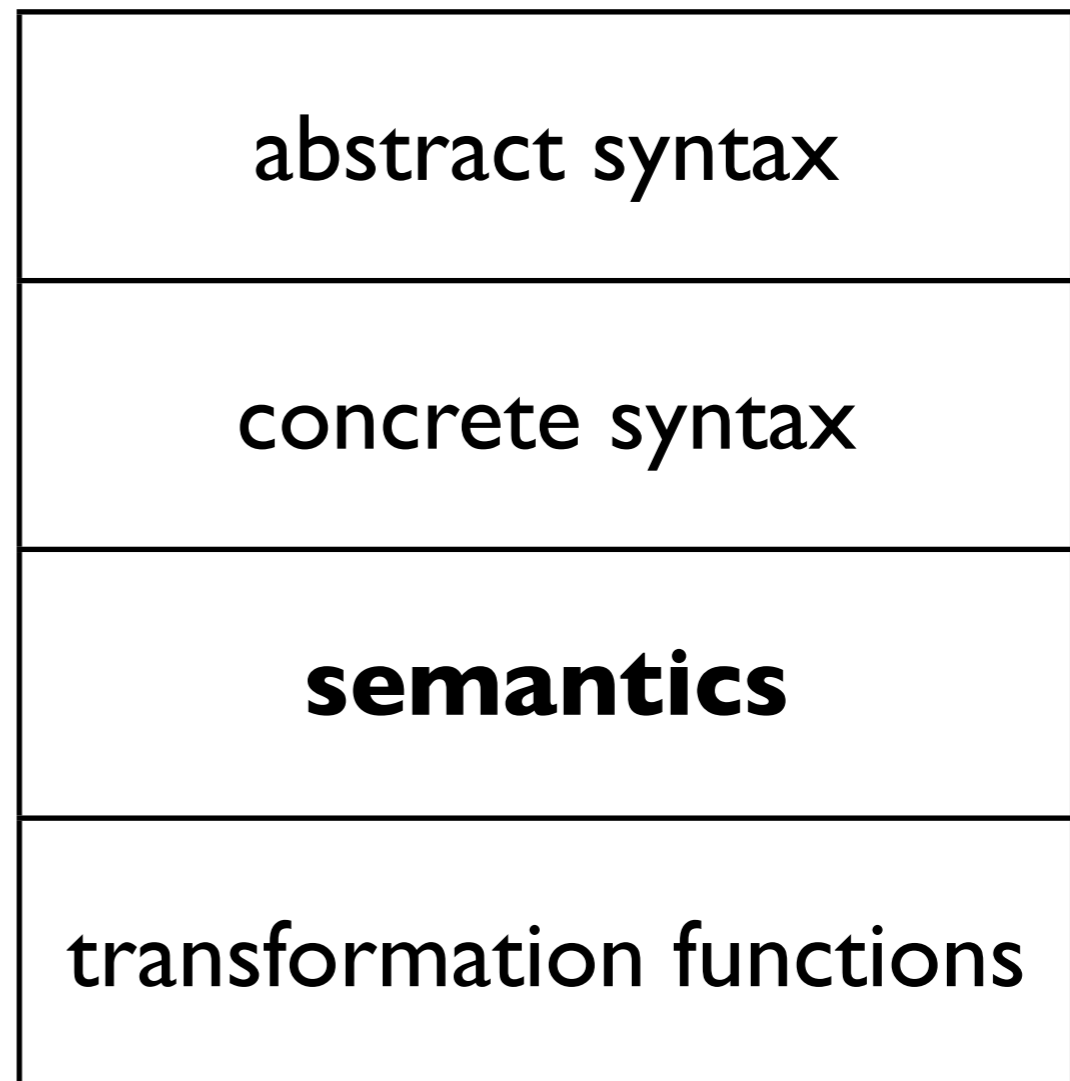 abstract syntax
concrete syntax
semantics
transformation functions